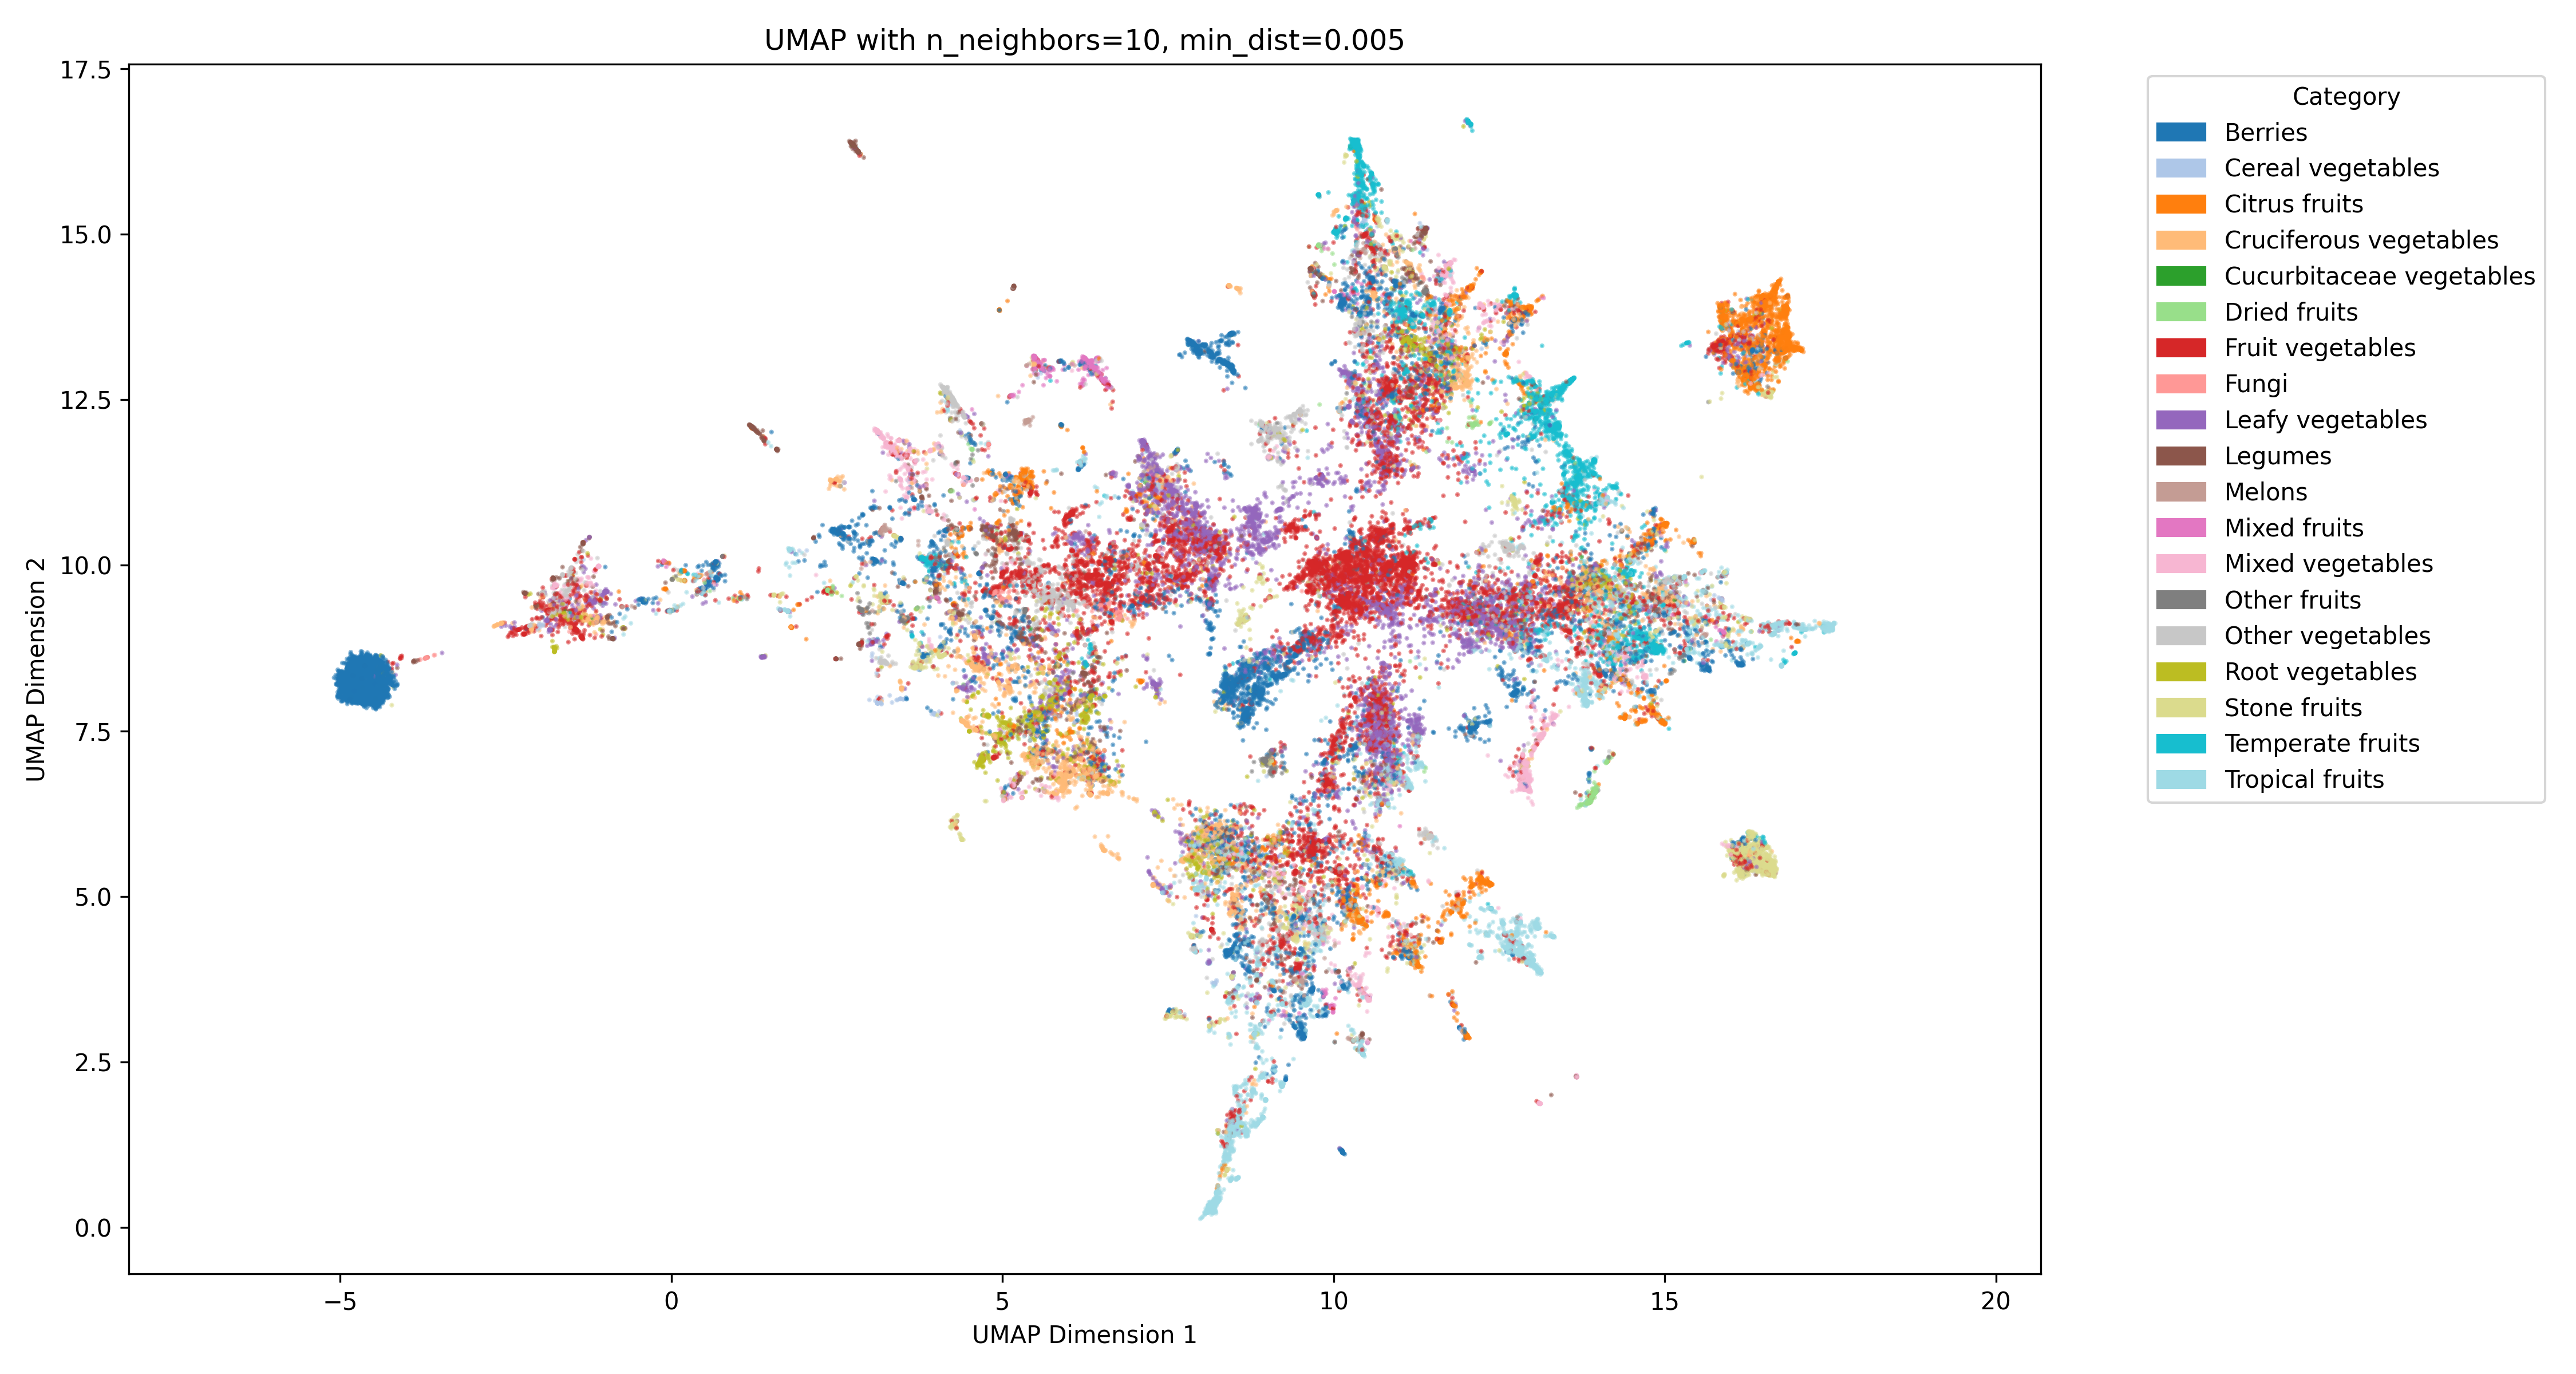 UMAP with n_neighbors=10, min_dist=0.005
17.5
15.0
12.5
10.0
7.5
5.0
2.5
0.0
UMAP Dimension 2
−5
0
5
10
15
20
UMAP Dimension 1
Category
Berries
Cereal vegetables
Citrus fruits
Cruciferous vegetables
Cucurbitaceae vegetables
Dried fruits
Fruit vegetables
Fungi
Leafy vegetables
Legumes
Melons
Mixed fruits
Mixed vegetables
Other fruits
Other vegetables
Root vegetables
Stone fruits
Temperate fruits
Tropical fruits